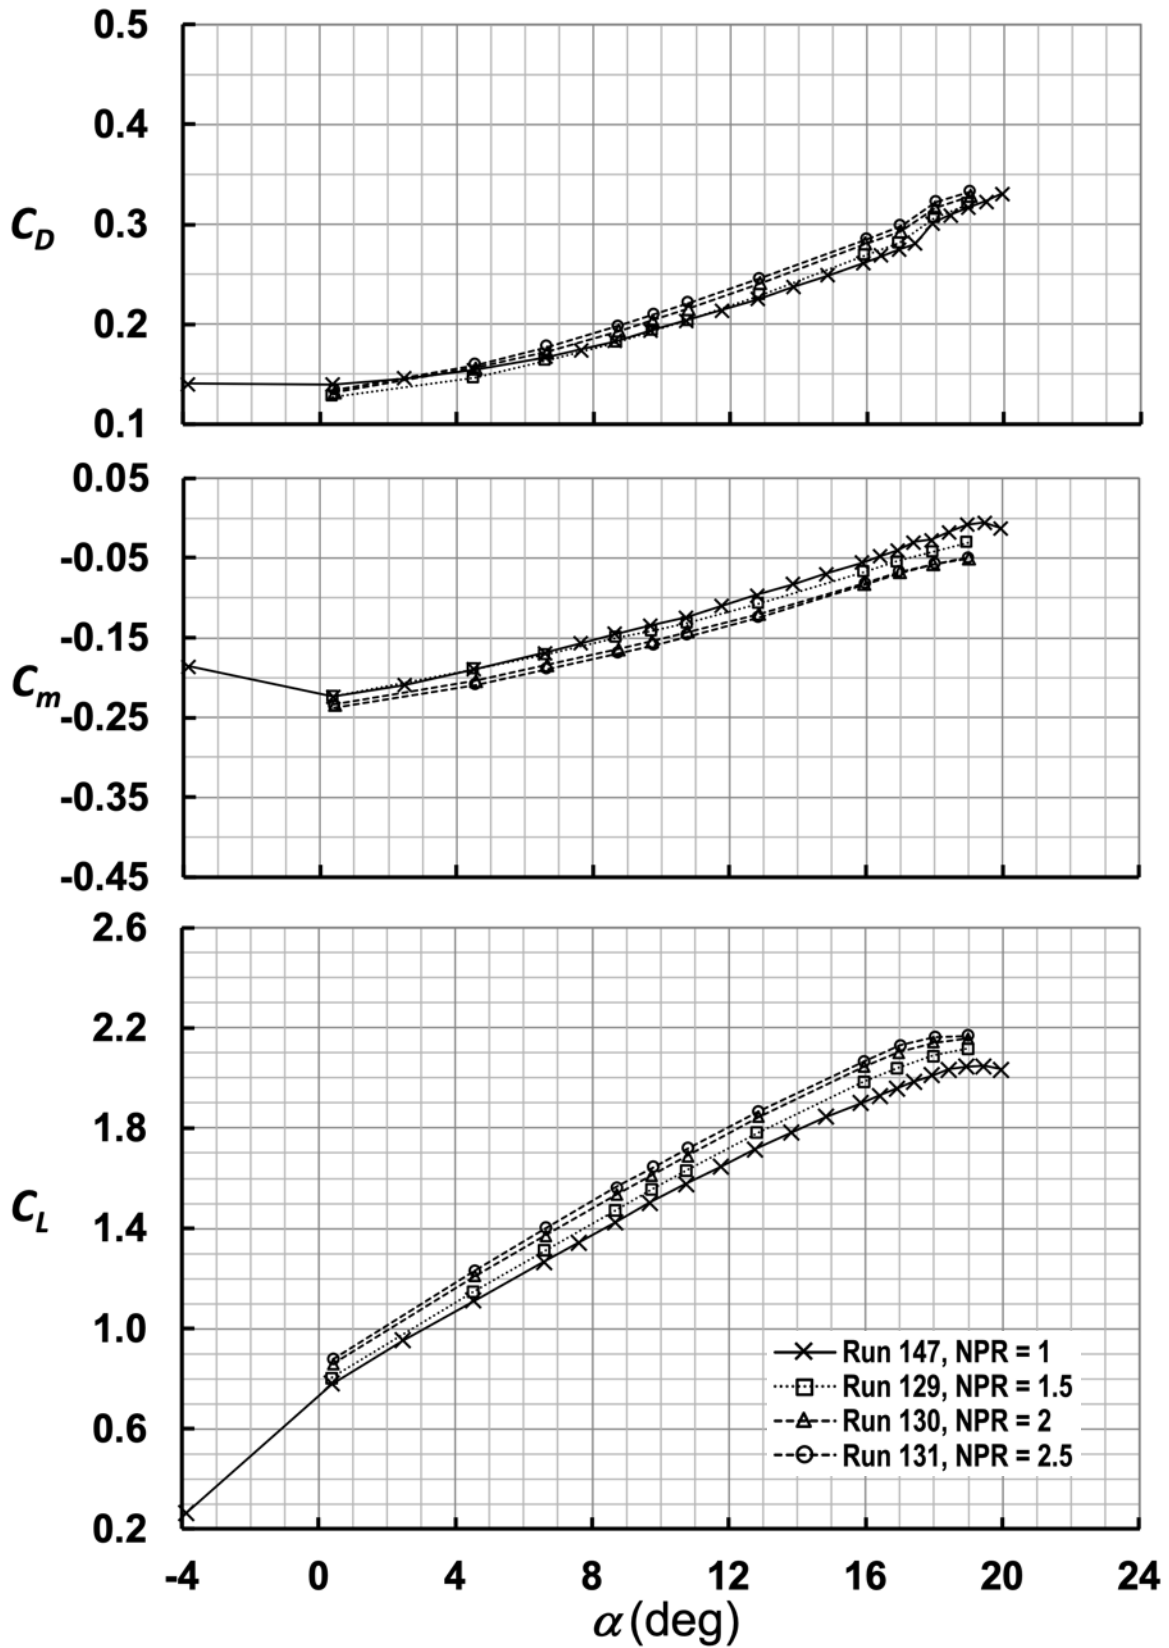 0.5
0.4
C_D
0.3
0.2
0.1
0.05
-0.05
-0.15
C_m
-0.25
-0.35
-0.45
2.6
2.2
1.8
C_L
1.4
1.0
0.6
0.2
Run 147, NPR = 1
Run 129, NPR = 1.5
Run 130, NPR = 2
Run 131, NPR = 2.5
-4 0 4 8 12 16 20 24
α (deg)